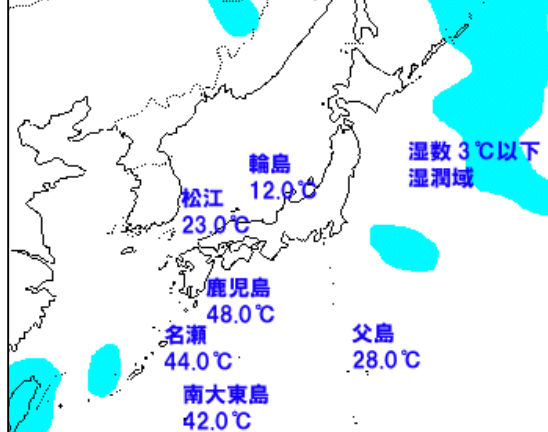 湿数 3℃以下
湿潤域
輪島
12.0℃
松江
23.0℃
鹿児島
48.0℃
名瀬
44.0℃
父島
28.0℃
南大東島
42.0℃